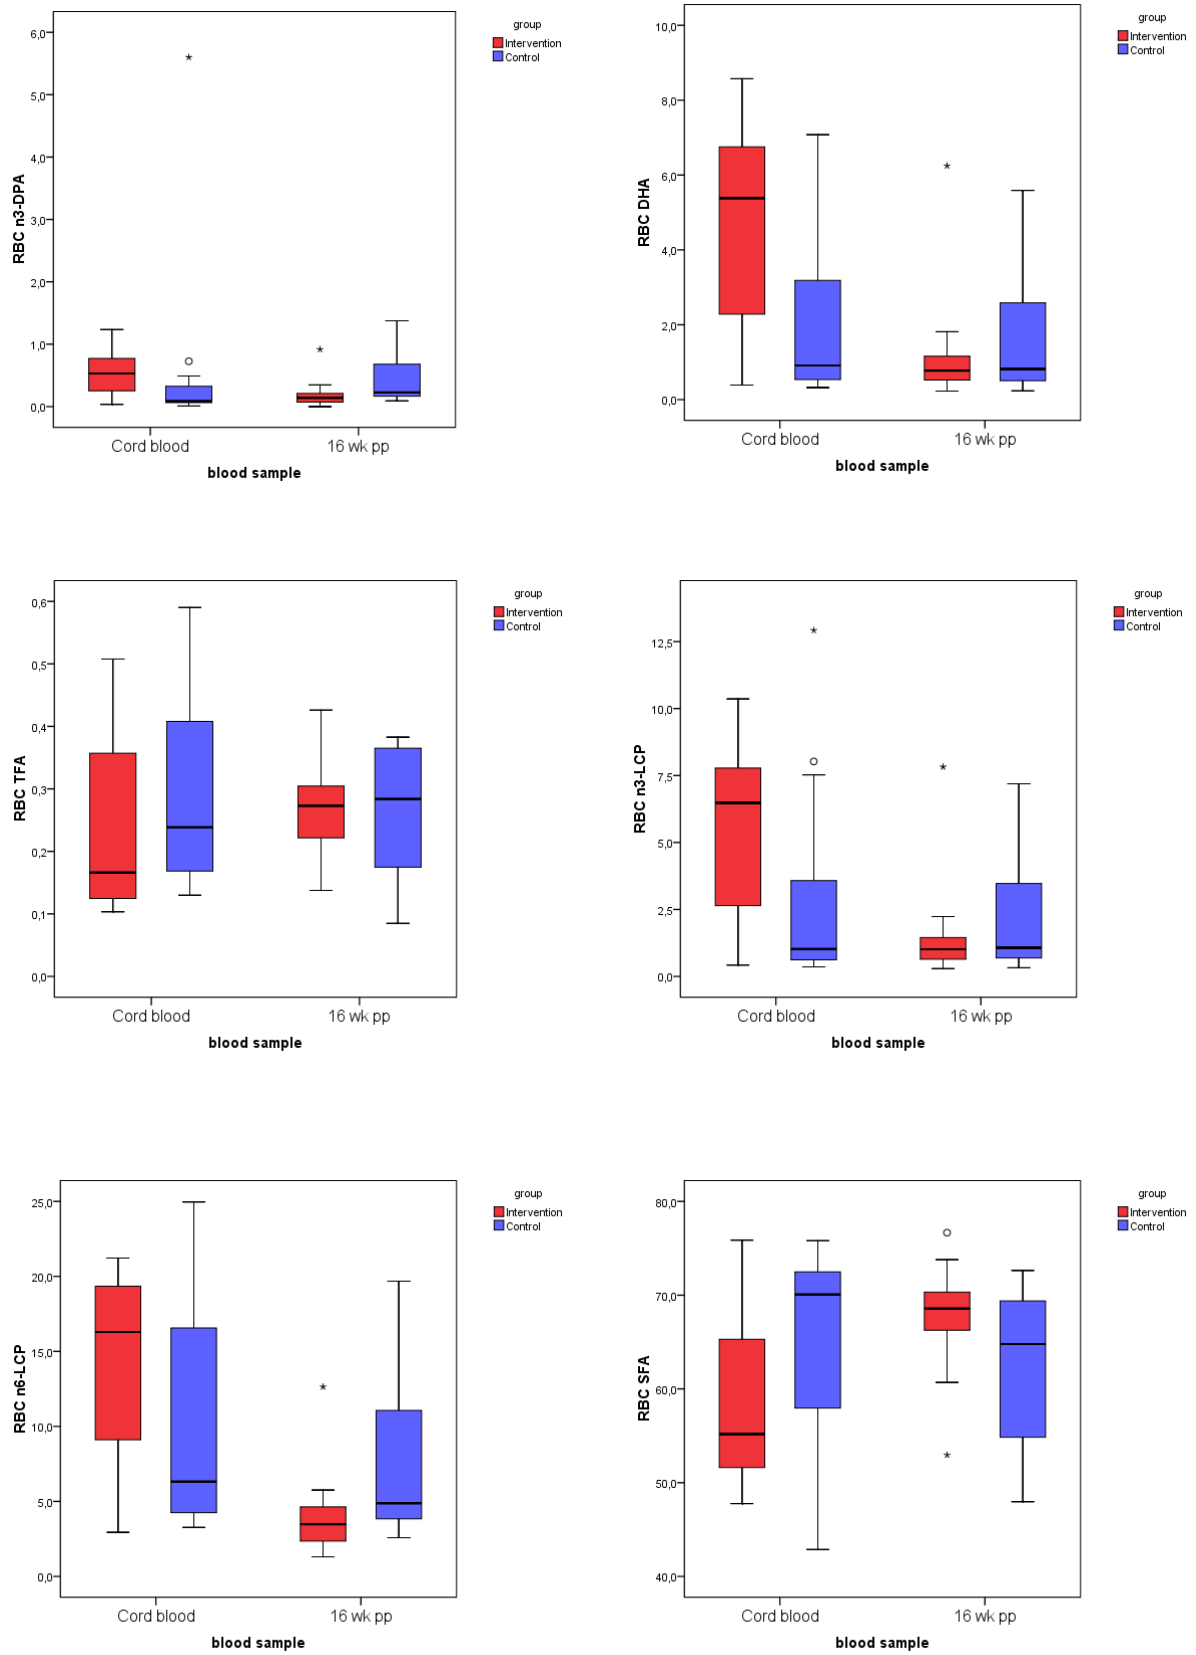 group
Intervention
Control
6,0
5,0
4,0
3,0
2,0
1,0
0,0
RBC n3-DPA
Cord blood
16 wk pp
blood sample
group
Intervention
Control
10,0
8,0
6,0
4,0
2,0
0,0
RBC DHA
Cord blood
16 wk pp
blood sample
group
Intervention
Control
0,6
0,5
0,4
0,3
0,2
0,1
0,0
RBC TFA
Cord blood
16 wk pp
blood sample
group
Intervention
Control
12,5
10,0
7,5
5,0
2,5
0,0
RBC n3-LCP
Cord blood
16 wk pp
blood sample
group
Intervention
Control
25,0
20,0
15,0
10,0
5,0
0,0
RBC n6-LCP
Cord blood
16 wk pp
blood sample
group
Intervention
Control
80,0
70,0
60,0
50,0
40,0
RBC SFA
Cord blood
16 wk pp
blood sample